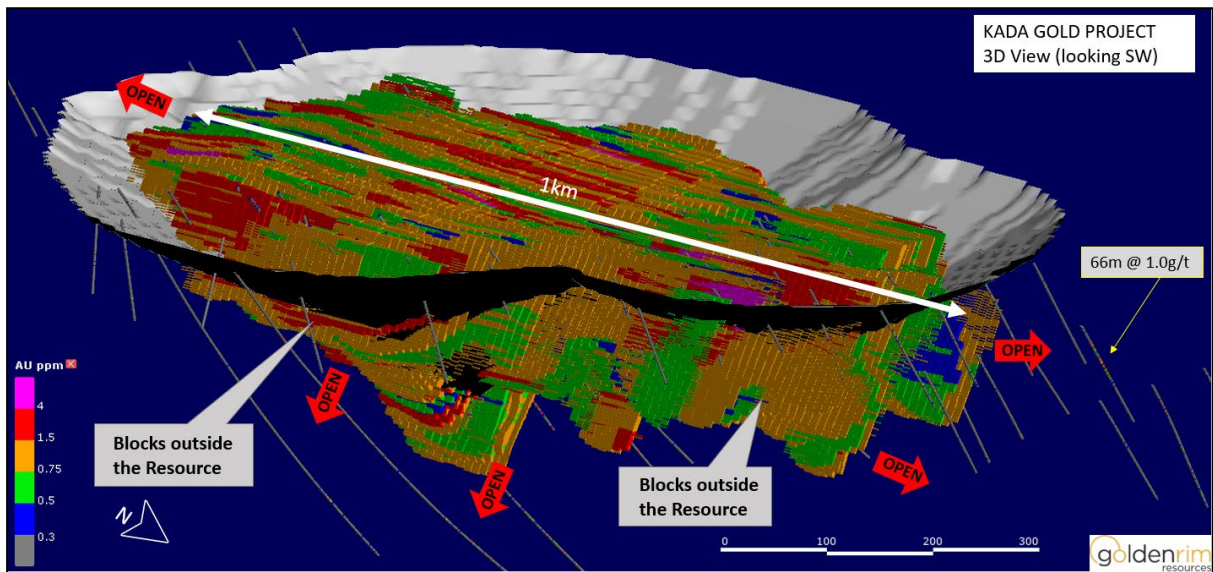 KADA GOLD PROJECT
3D View (looking SW)
OPEN
1km
66m @ 1.0g/t
OPEN
AU ppm
4
1.5
0.75
0.5
0.3
OPEN
Blocks outside
the Resource
OPEN
Blocks outside
the Resource
OPEN
N
0 100 200 300
goldenrim
resources